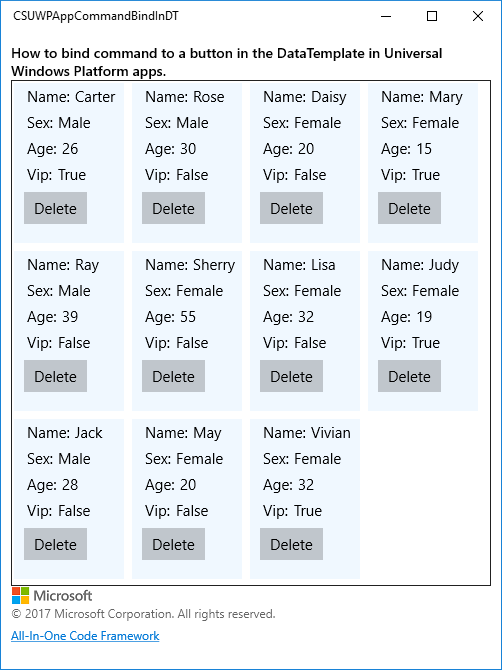 CSUWPAppCommandBindInDT
How to bind command to a button in the DataTemplate in Universal
Windows Platform apps.
Name: Carter
Sex: Male
Age: 26
Vip: True
Delete
Name: Rose
Sex: Male
Age: 30
Vip: False
Delete
Name: Daisy
Sex: Female
Age: 20
Vip: False
Delete
Name: Mary
Sex: Female
Age: 15
Vip: True
Delete
Name: Ray
Sex: Male
Age: 39
Vip: False
Delete
Name: Sherry
Sex: Female
Age: 55
Vip: False
Delete
Name: Lisa
Sex: Female
Age: 32
Vip: False
Delete
Name: Judy
Sex: Female
Age: 19
Vip: True
Delete
Name: Jack
Sex: Male
Age: 28
Vip: False
Delete
Name: May
Sex: Female
Age: 20
Vip: False
Delete
Name: Vivian
Sex: Female
Age: 32
Vip: True
Delete
Microsoft
© 2017 Microsoft Corporation. All rights reserved.
All-In-One Code Framework